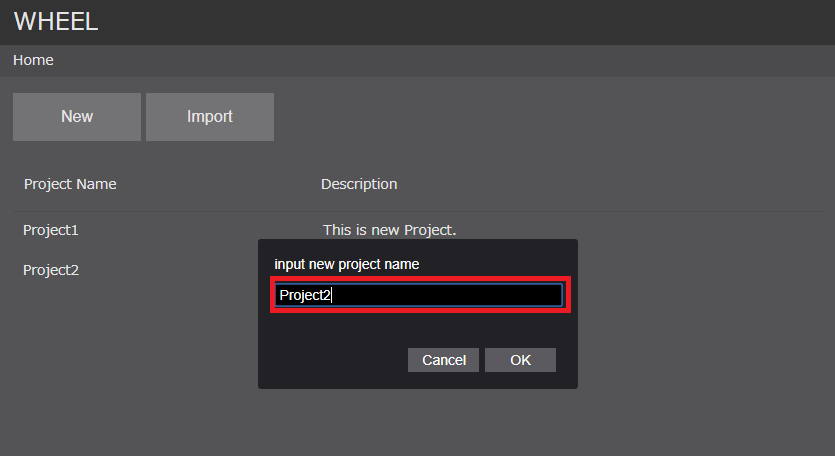 WHEEL
Home
New Import
Project Name Description
Project1 This is new Project.
Project2
input new project name
Project2
Cancel OK